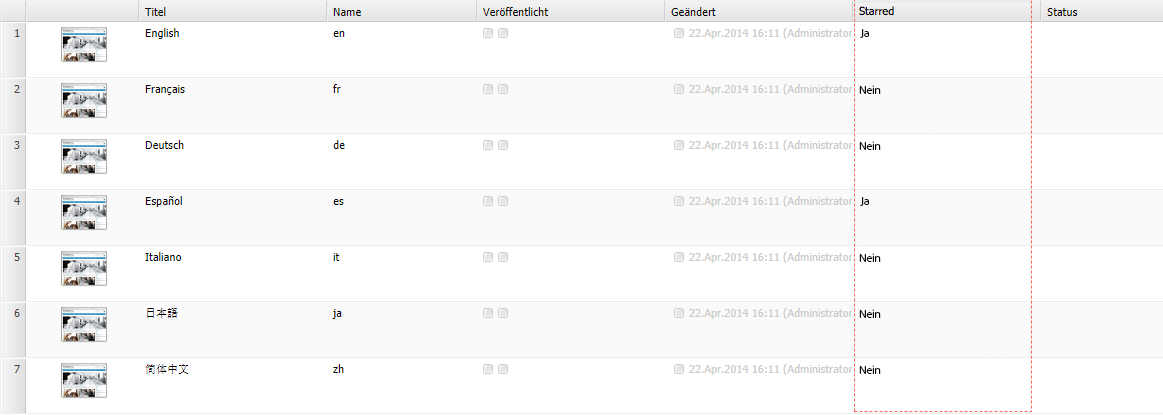 Titel Name Veröffentlicht Geändert Starred Status
1 English en 22.Apr.2014 16:11 (Administrator Ja
2 Français fr 22.Apr.2014 16:11 (Administrator Nein
3 Deutsch de 22.Apr.2014 16:11 (Administrator Nein
4 Español es 22.Apr.2014 16:11 (Administrator Ja
5 Italiano it 22.Apr.2014 16:11 (Administrator Nein
6 日本語 ja 22.Apr.2014 16:11 (Administrator Nein
7 简体中文 zh 22.Apr.2014 16:11 (Administrator Nein